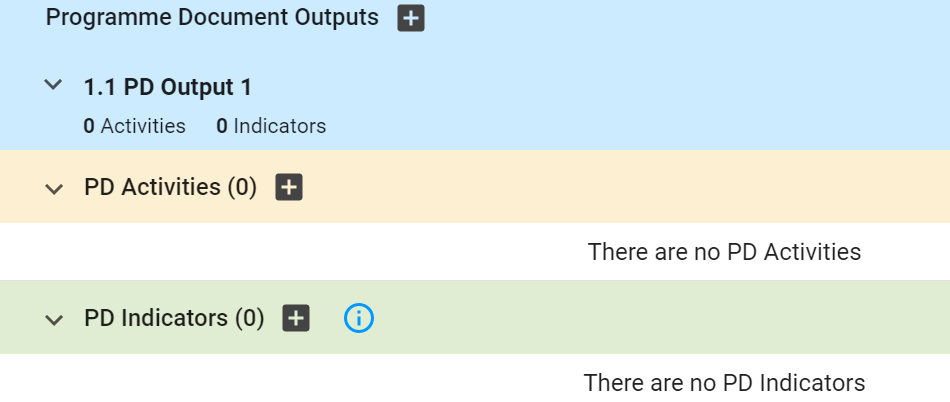 Programme Document Outputs
1.1 PD Output 1
0 Activities 0 Indicators
PD Activities (0)
There are no PD Activities
PD Indicators (0)
There are no PD Indicators